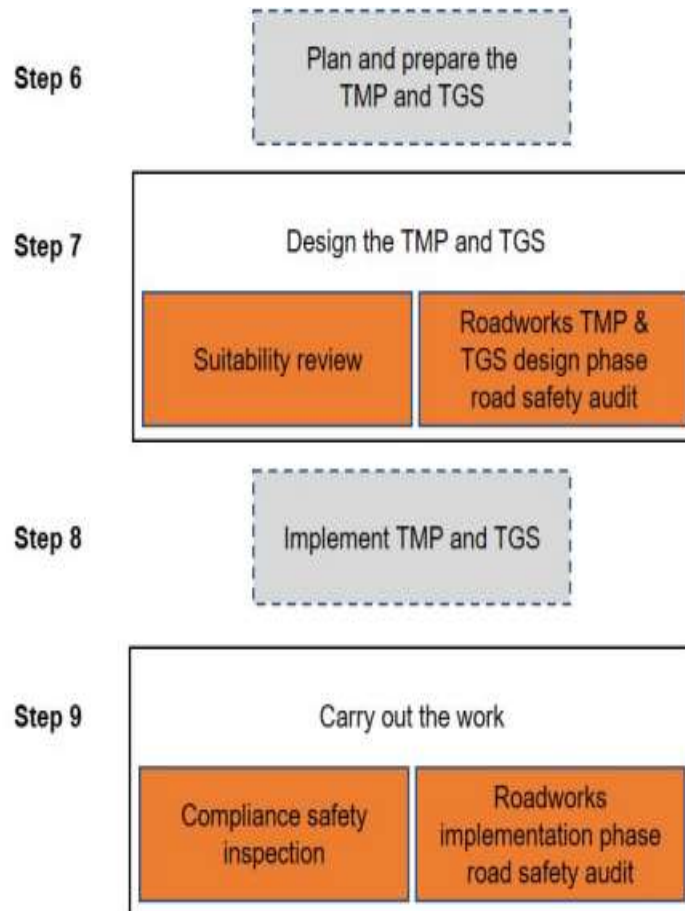 Step 6
Plan and prepare the
TMP and TGS
Step 7
Design the TMP and TGS
Suitability review
Roadworks TMP &
TGS design phase
road safety audit
Step 8
Implement TMP and TGS
Step 9
Carry out the work
Compliance safety
inspection
Roadworks
implementation phase
road safety audit